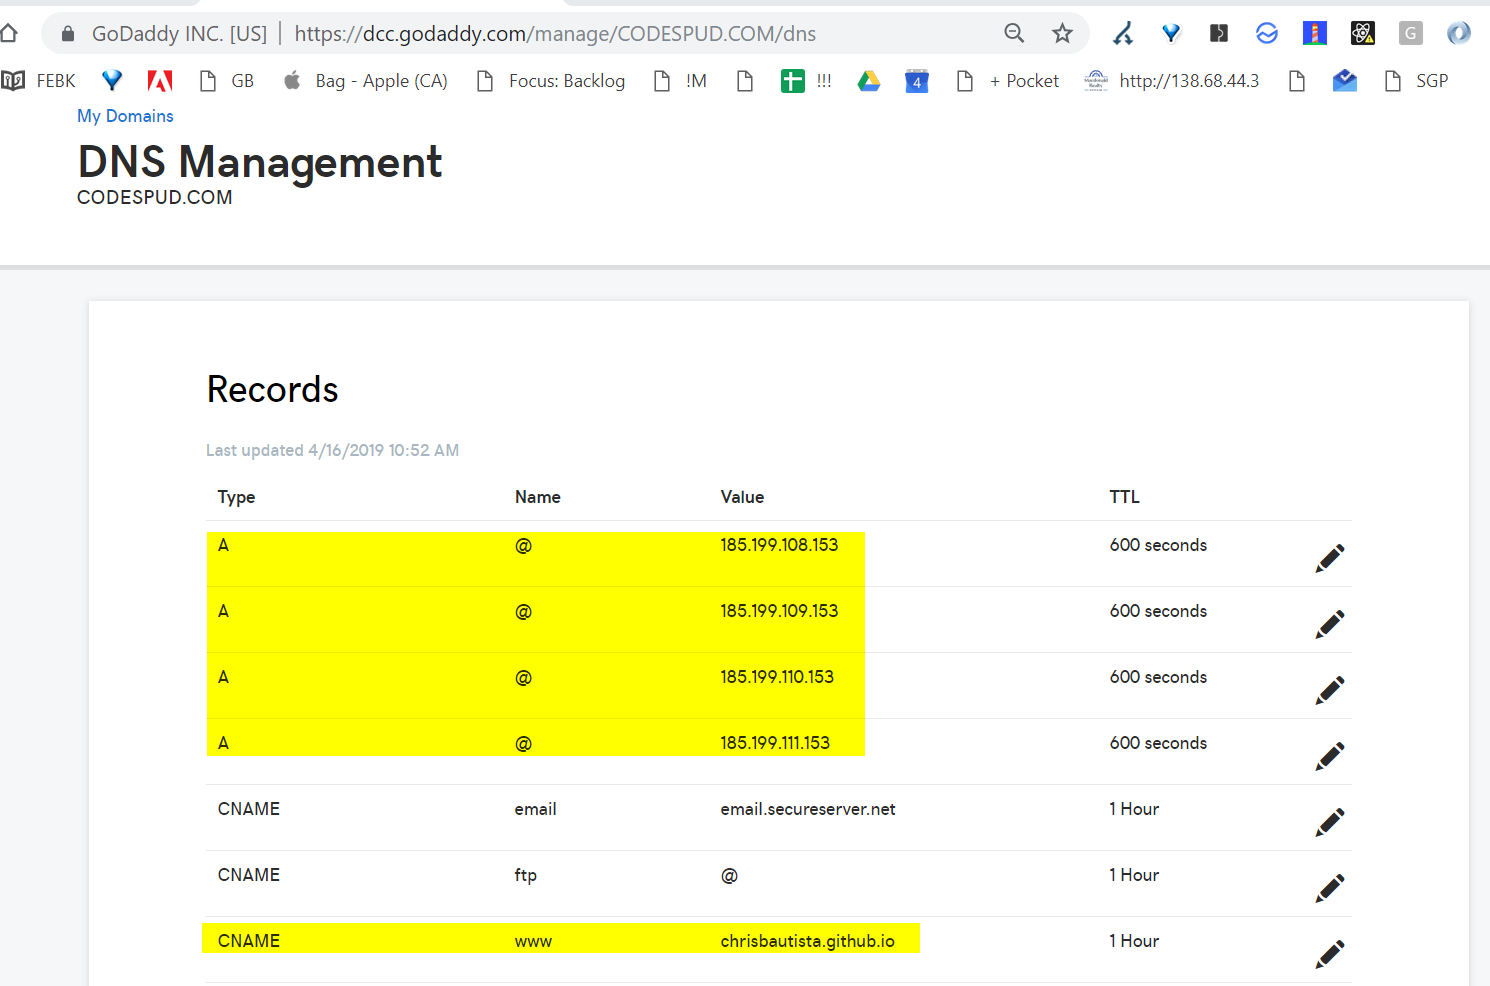 GoDaddy INC. [US] | https://dcc.godaddy.com/manage/CODESPUD.COM/dns
FEBK GB Bag - Apple (CA) Focus: Backlog !M !!! 4 + Pocket http://138.68.44.3 SGP
My Domains
DNS Management
CODESPUD.COM
Records
Last updated 4/16/2019 10:52 AM
Type Name Value TTL
A @ 185.199.108.153 600 seconds
A @ 185.199.109.153 600 seconds
A @ 185.199.110.153 600 seconds
A @ 185.199.111.153 600 seconds
CNAME email email.secureserver.net 1 Hour
CNAME ftp @ 1 Hour
CNAME www chrisbautista.github.io 1 Hour